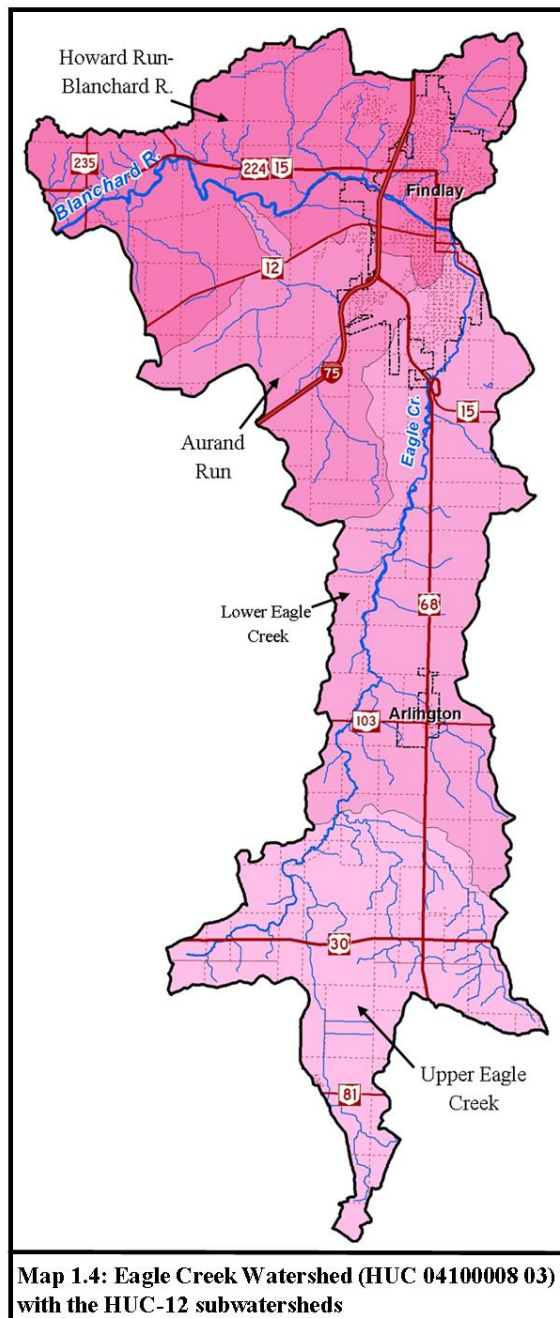 Howard Run-
Blanchard R.
235
224
15
Blanchard R.
Findlay
12
75
15
Aurand
Run
Eagle Cr.
Lower Eagle
Creek
68
103
Arlington
30
Upper Eagle
Creek
81
Map 1.4: Eagle Creek Watershed (HUC 04100008 03)
with the HUC-12 subwatersheds